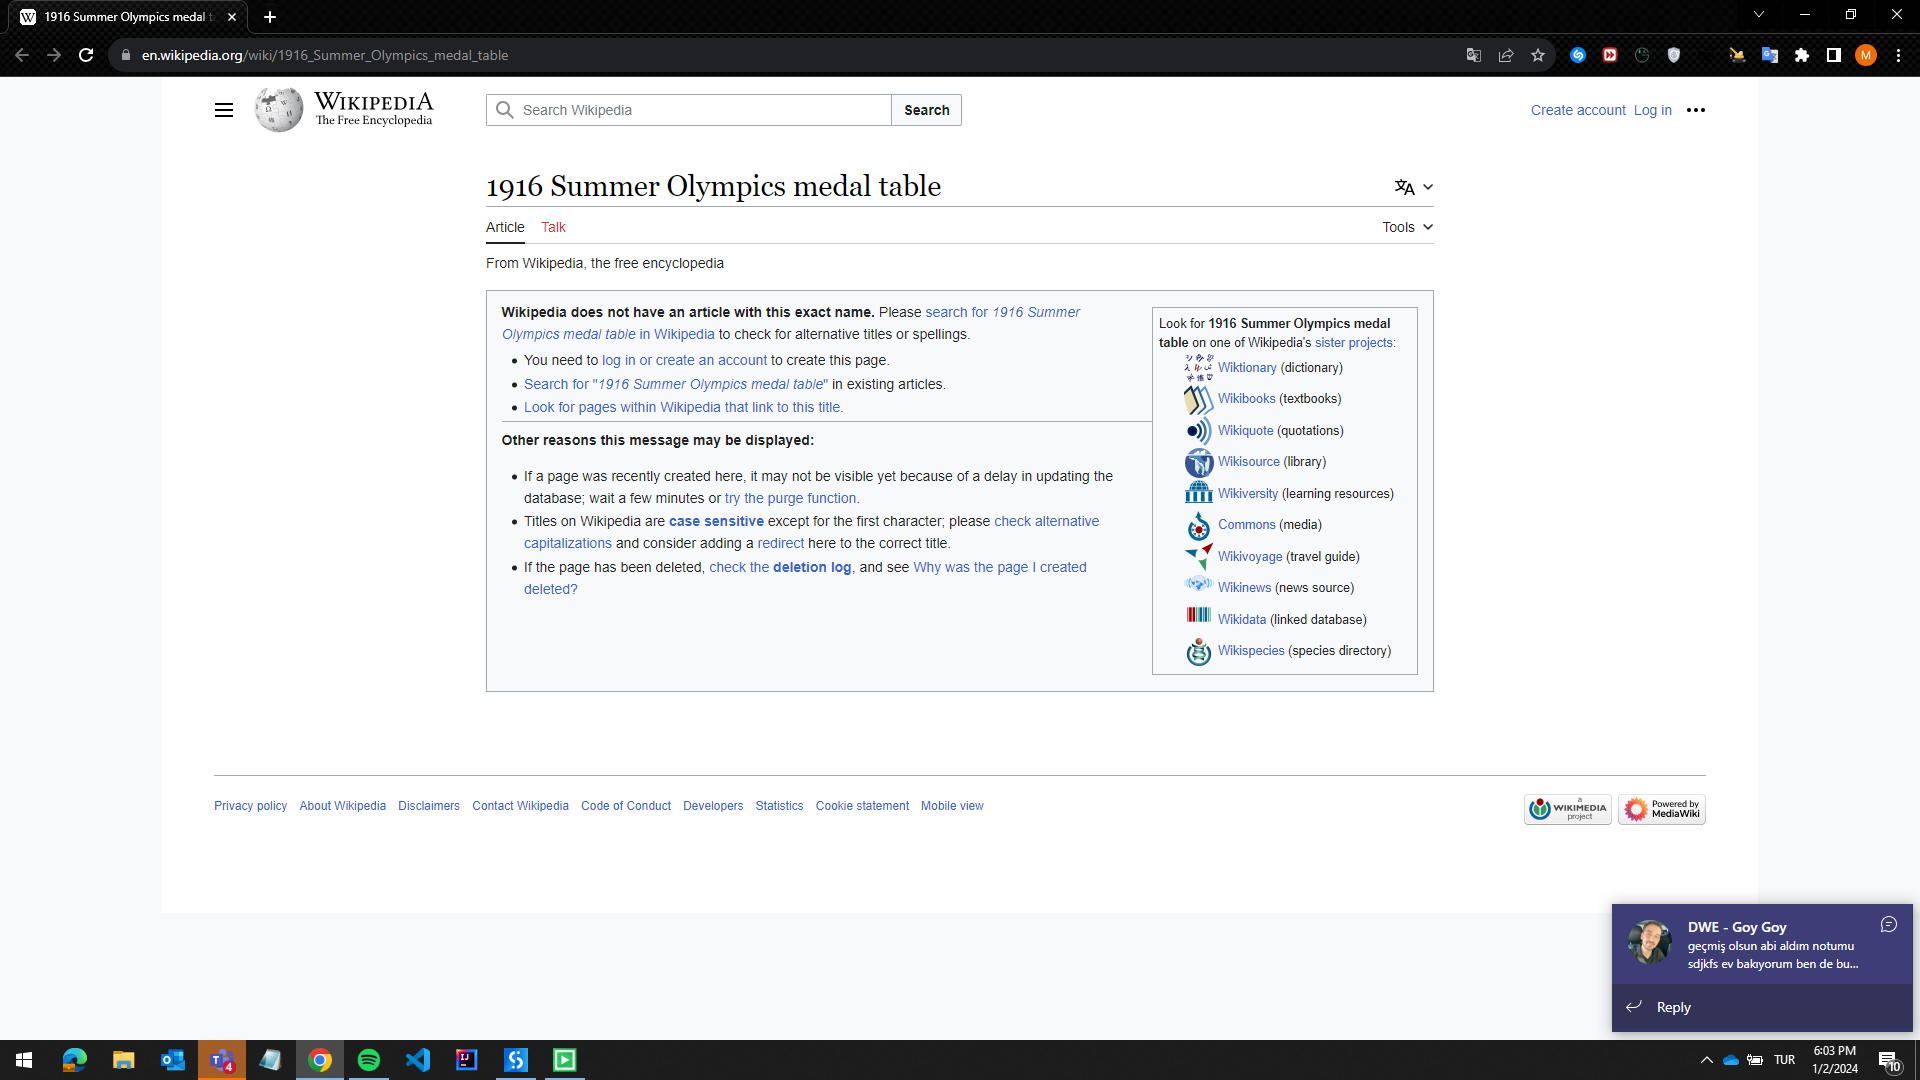 1916 Summer Olympics medal t
en.wikipedia.org/wiki/1916_Summer_Olympics_medal_table
M
WIKIPEDIA
The Free Encyclopedia
Search Wikipedia
Search
Create account Log in
1916 Summer Olympics medal table
Article Talk
Tools
From Wikipedia, the free encyclopedia
Wikipedia does not have an article with this exact name. Please search for 1916 Summer
Olympics medal table in Wikipedia to check for alternative titles or spellings.
You need to log in or create an account to create this page.
Search for "1916 Summer Olympics medal table" in existing articles.
Look for pages within Wikipedia that link to this title.
Other reasons this message may be displayed:
If a page was recently created here, it may not be visible yet because of a delay in updating the
database; wait a few minutes or try the purge function.
Titles on Wikipedia are case sensitive except for the first character; please check alternative
capitalizations and consider adding a redirect here to the correct title.
If the page has been deleted, check the deletion log, and see Why was the page I created
deleted?
Look for 1916 Summer Olympics medal
table on one of Wikipedia's sister projects:
Wiktionary (dictionary)
Wikibooks (textbooks)
Wikiquote (quotations)
Wikisource (library)
Wikiversity (learning resources)
Commons (media)
Wikivoyage (travel guide)
Wikinews (news source)
Wikidata (linked database)
Wikispecies (species directory)
Privacy policy About Wikipedia Disclaimers Contact Wikipedia Code of Conduct Developers Statistics Cookie statement Mobile view
a
WIKIMEDIA
project
Powered by
MediaWiki
DWE - Goy Goy
geçmiş olsun abi aldım notumu
sdjkfs ev bakıyorum ben de bu...
Reply
4
TUR
6:03 PM
1/2/2024
10